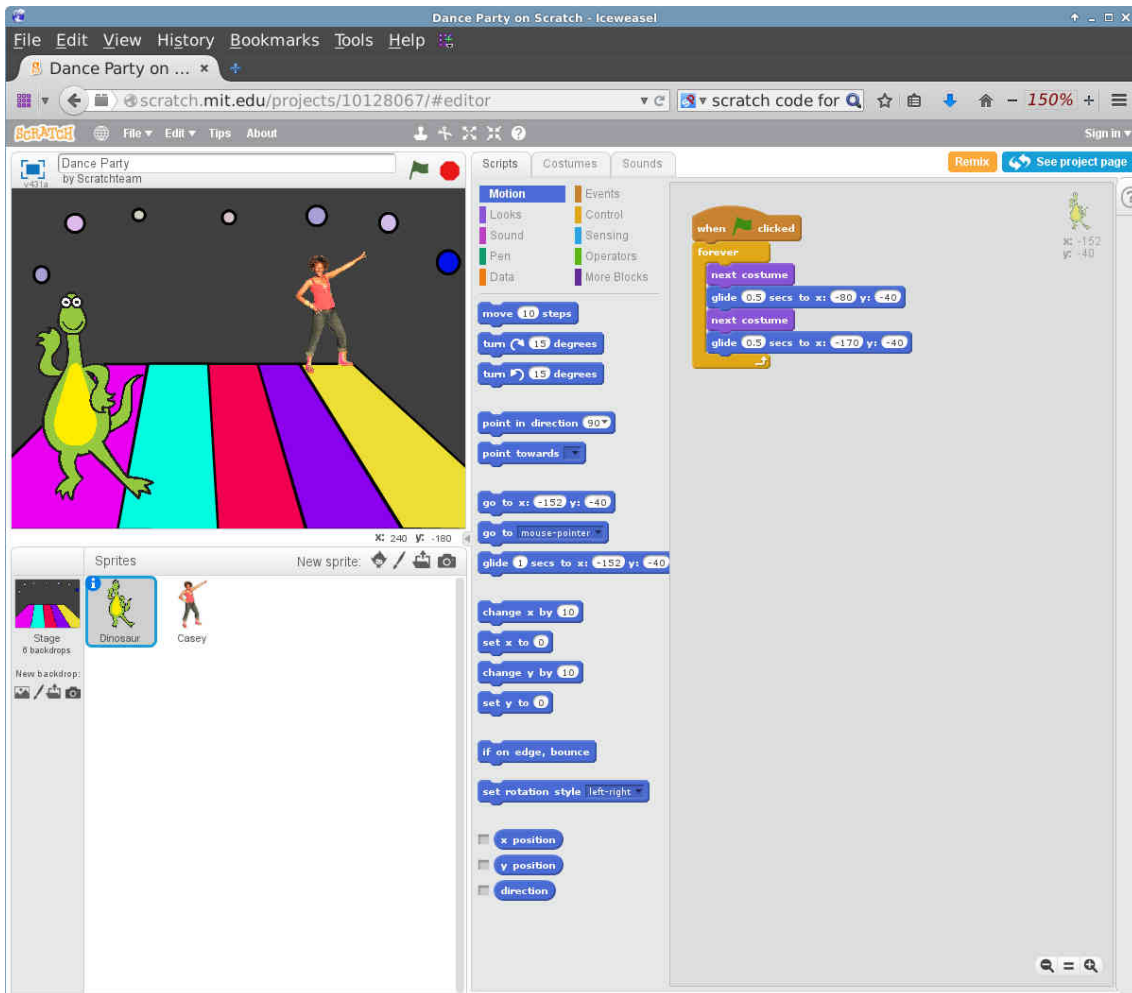 Dance Party on Scratch - Iceweasel
File Edit View History Bookmarks Tools Help
Dance Party on ... ×
scratch.mit.edu/projects/10128067/#editor
scratch code for
− 150% +
SCRATCH File Edit Tips About
Sign in
v431a
Dance Party
by Scratchteam
X: 240 y: -180
Sprites
New sprite:
Stage
6 backdrops
New backdrop:
Dinosaur
Casey
Scripts Costumes Sounds
Remix
See project page
Motion Events
Looks Control
Sound Sensing
Pen Operators
Data More Blocks
move 10 steps
turn 15 degrees
turn 15 degrees
point in direction 90
point towards
go to x: -152 y: -40
go to mouse-pointer
glide 1 secs to x: -152 y: -40
change x by 10
set x to 0
change y by 10
set y to 0
if on edge, bounce
set rotation style left-right
x position
y position
direction
when clicked
forever
next costume
glide 0.5 secs to x: -80 y: -40
next costume
glide 0.5 secs to x: -170 y: -40
x: -152
y: -40
?